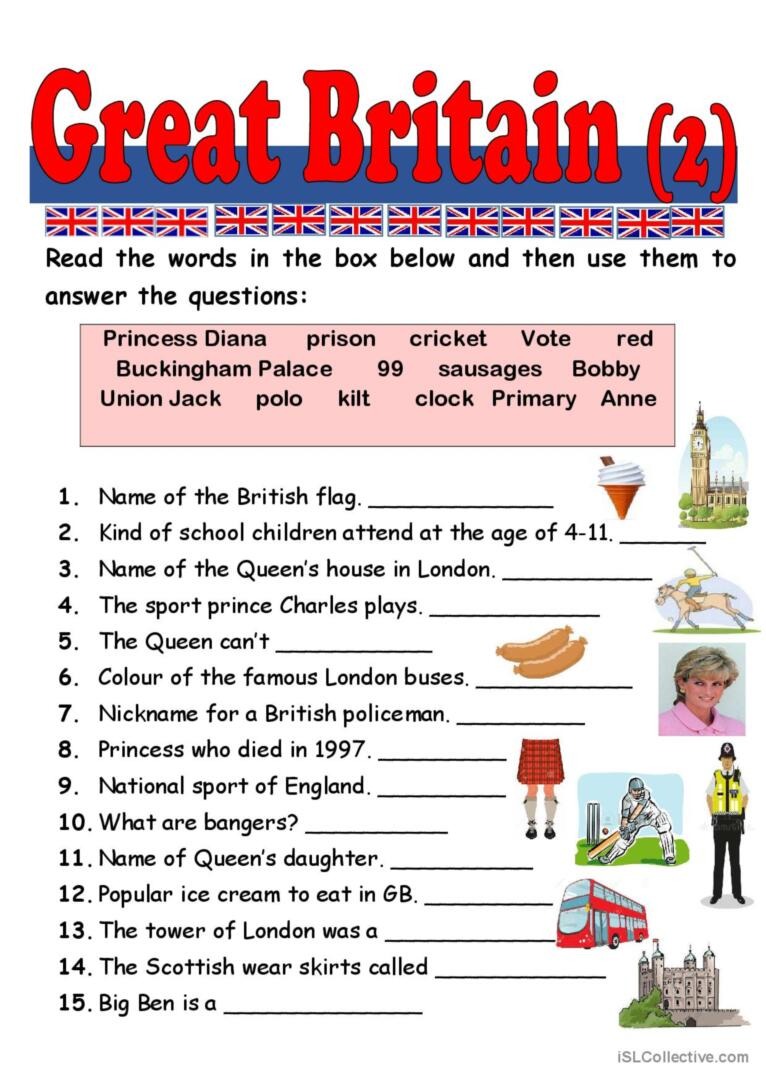 Great Britain (2)
Read the words in the box below and then use them to
answer the questions:
Princess Diana prison cricket Vote red
Buckingham Palace 99 sausages Bobby
Union Jack polo kilt clock Primary Anne
1. Name of the British flag. ______________
2. Kind of school children attend at the age of 4-11. _______
3. Name of the Queen's house in London. ____________
4. The sport prince Charles plays. ______________
5. The Queen can't _____________
6. Colour of the famous London buses. _____________
7. Nickname for a British policeman. ___________
8. Princess who died in 1997. ___________
9. National sport of England. ___________
10. What are bangers? ____________
11. Name of Queen's daughter. ____________
12. Popular ice cream to eat in GB. ___________
13. The tower of London was a ______________
14. The Scottish wear skirts called ______________
15. Big Ben is a ________________
iSLCollective.com